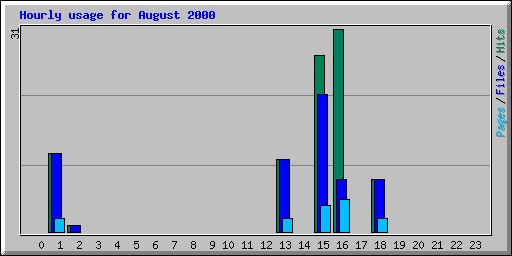 Hourly usage for August 2000
31
Pages/Files/Hits
0 1 2 3 4 5 6 7 8 9 10 11 12 13 14 15 16 17 18 19 20 21 22 23